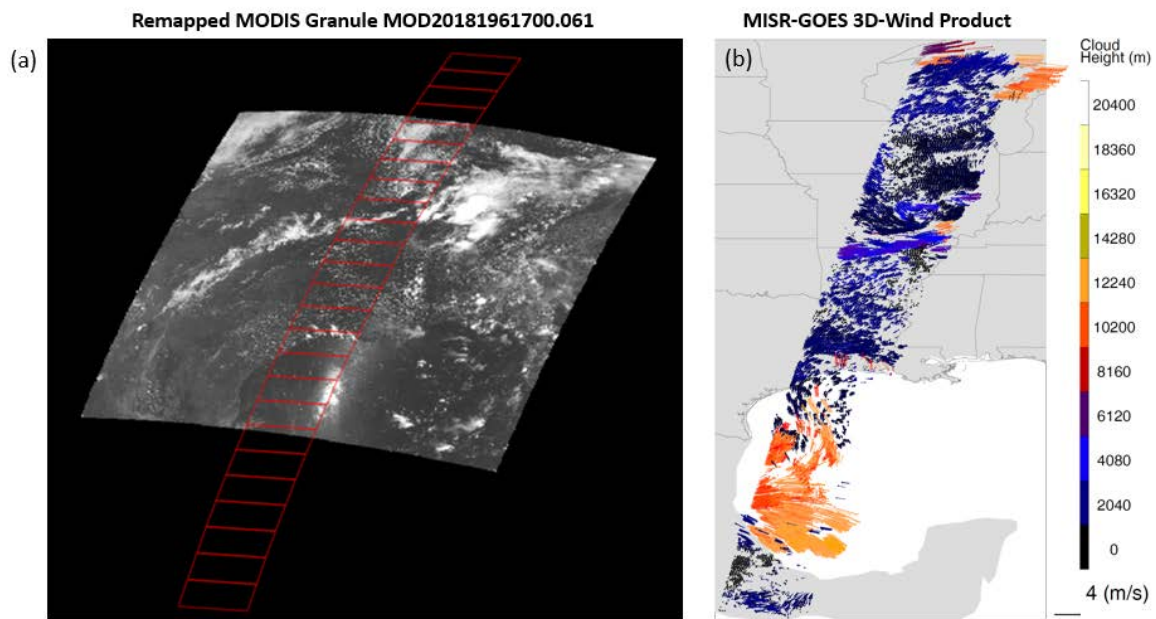 Remapped MODIS Granule MOD20181961700.061
MISR-GOES 3D-Wind Product
(a)
(b)
Cloud
Height (m)
20400
18360
16320
14280
12240
10200
8160
6120
4080
2040
0
4 (m/s)